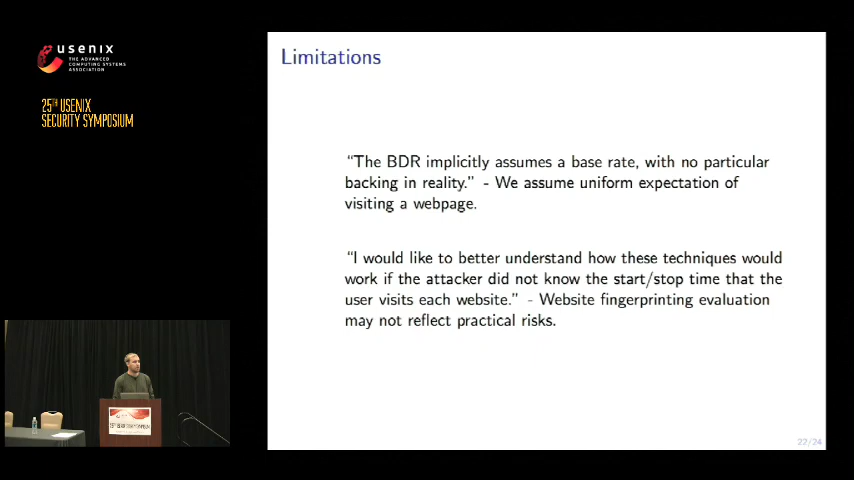 usenix
THE ADVANCED
COMPUTING SYSTEMS
ASSOCIATION
25TH USENIX
SECURITY SYMPOSIUM
Limitations
“The BDR implicitly assumes a base rate, with no particular
backing in reality.” - We assume uniform expectation of
visiting a webpage.
“I would like to better understand how these techniques would
work if the attacker did not know the start/stop time that the
user visits each website.” - Website fingerprinting evaluation
may not reflect practical risks.
22/24